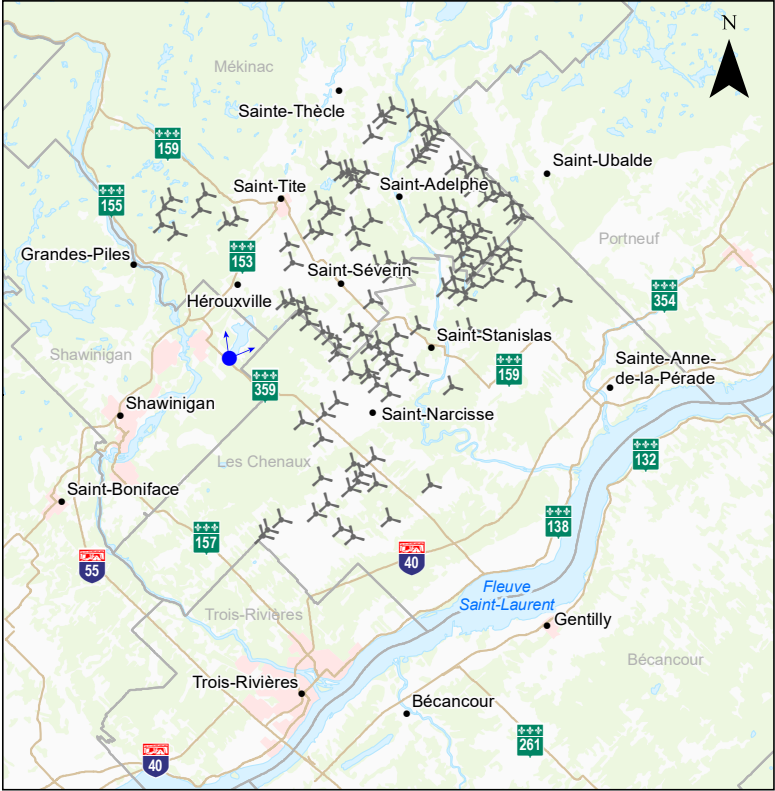 N
Mékinac
Sainte-Thècle
159
Saint-Ubalde
Saint-Tite
Saint-Adelphe
155
Portneuf
Grandes-Piles
153
Saint-Séverin
Hérouxville
354
Saint-Stanislas
Shawinigan
Sainte-Anne-
de-la-Pérade
159
359
Shawinigan
Saint-Narcisse
132
Les Chenaux
Saint-Boniface
138
157
40
55
Fleuve
Saint-Laurent
Trois-Rivières
Gentilly
Bécancour
Trois-Rivières
Bécancour
261
40